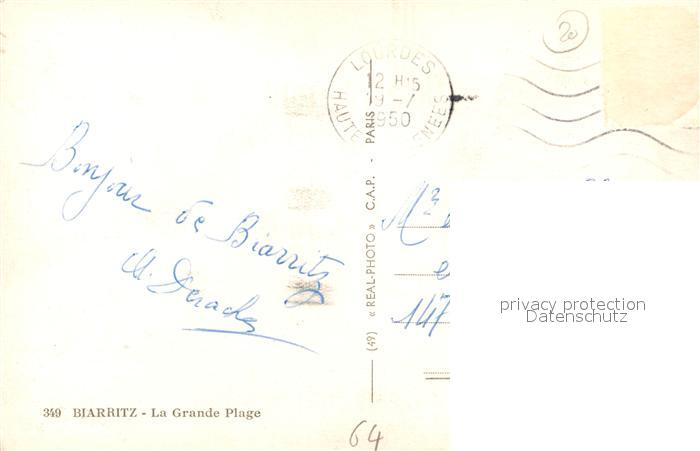 20
LOURDES
12 H 15
9-7
1950
HAUTES PYRENEES
Bonjour de Biarritz
Mr
147
(49) « REAL-PHOTO » C.A.P. - PARIS
privacy protection
Datenschutz
349 BIARRITZ - La Grande Plage
64